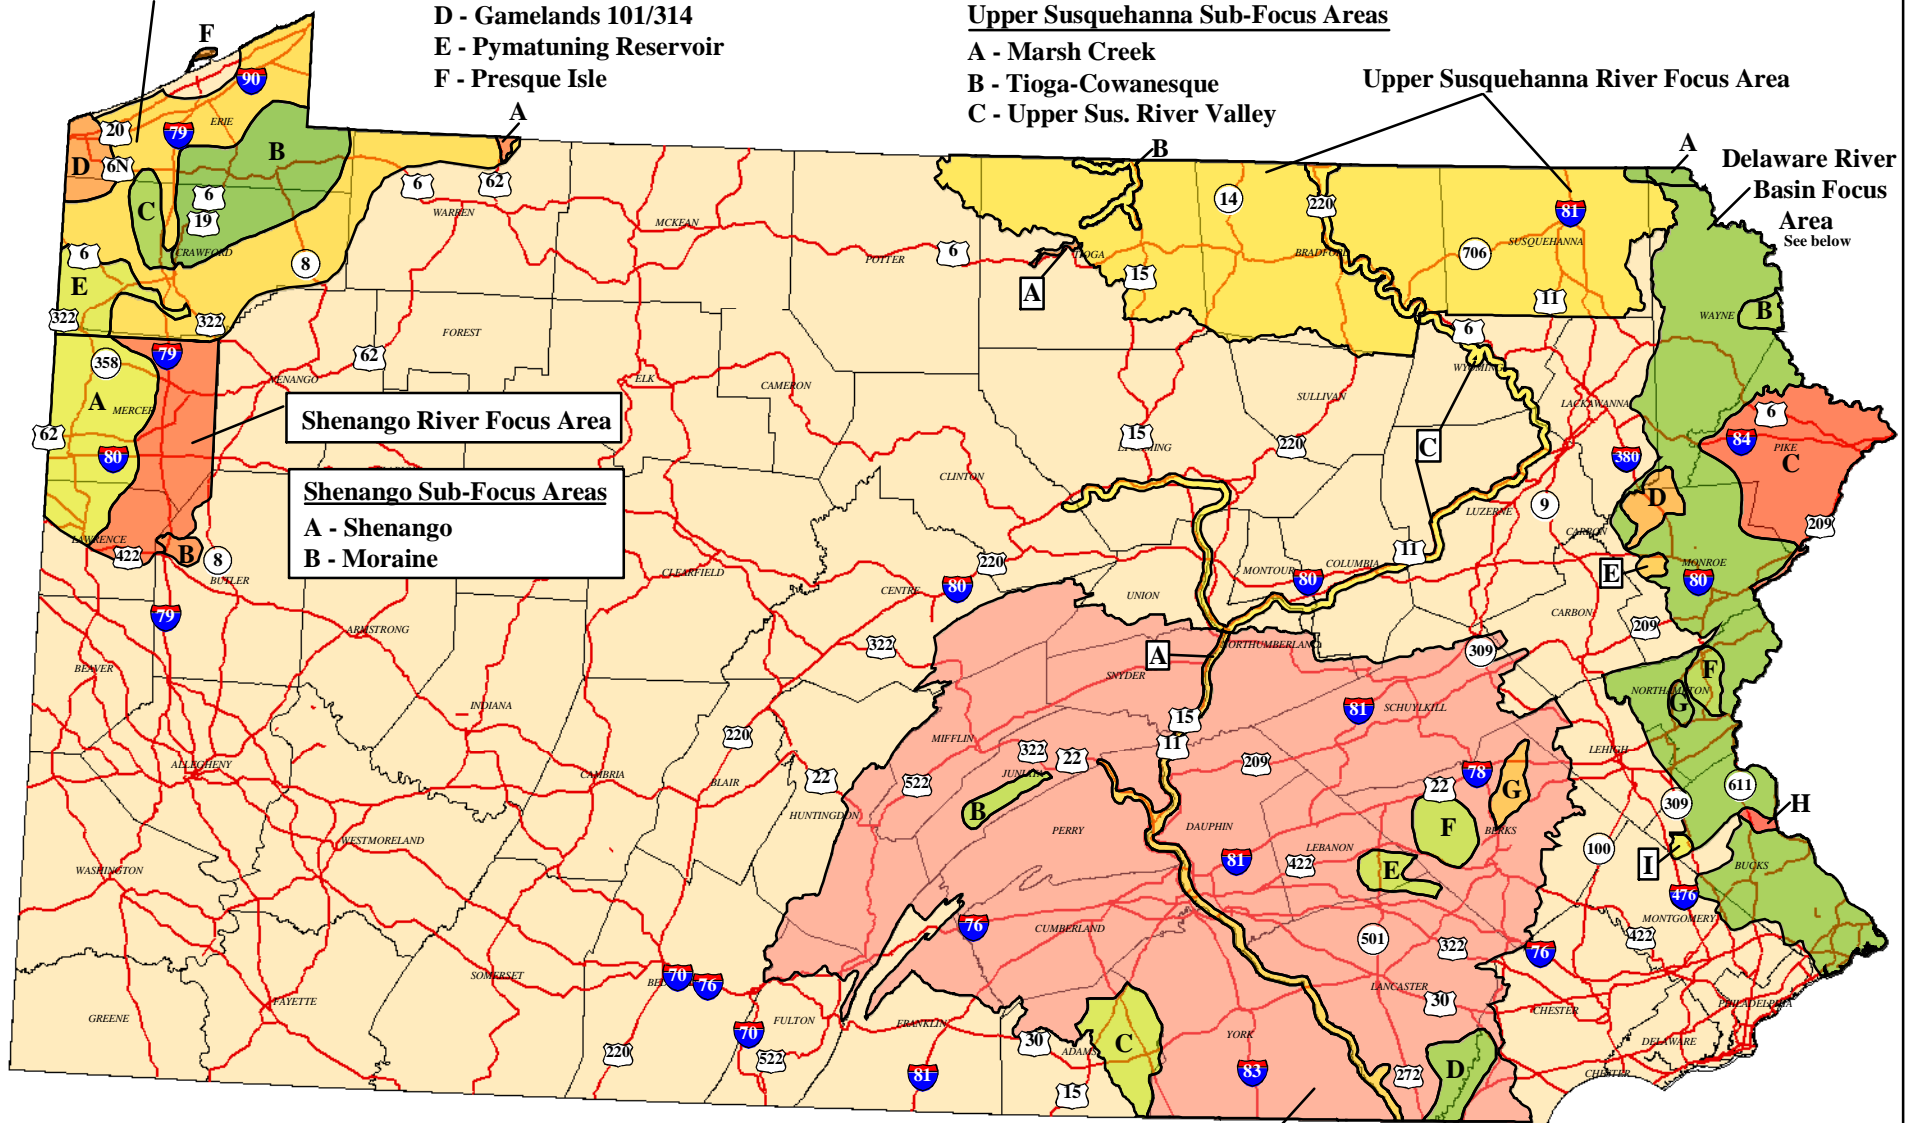 D - Gamelands 101/314
E - Pymatuning Reservoir
F - Presque Isle
Upper Susquehanna Sub-Focus Areas
A - Marsh Creek
B - Tioga-Cowanesque
C - Upper Sus. River Valley
Upper Susquehanna River Focus Area
Delaware River
Basin Focus
Area
See below
Shenango River Focus Area
Shenango Sub-Focus Areas
A - Shenango
B - Moraine
F
90
20
79
ERIE
D
6N
B
A
C
6
19
6
62
WARREN
MCKEAN
CRAWFORD
6
8
E
322
322
POTTER
6
A
TIOGA
15
B
14
220
BRADFORD
81
706
SUSQUEHANNA
11
A
WAYNE
B
358
79
FOREST
62
VENANGO
ELK
CAMERON
A
MERCER
62
80
6
WYOMING
SULLIVAN
LACKAWANNA
15
LYCOMING
220
C
CLINTON
6
84
PIKE
C
380
D
209
9
LUZERNE
CARBON
LAWRENCE
422
B
8
BUTLER
CLEARFIELD
220
80
CENTRE
UNION
MONTOUR
80
COLUMBIA
11
E
MONROE
80
CARBON
209
79
ARMSTRONG
322
A
NORTHUMBERLAND
309
BEAVER
SNYDER
F
NORTHAMPTON
G
INDIANA
220
MIFFLIN
15
11
81
SCHUYLKILL
322
22
209
LEHIGH
ALLEGHENY
CAMBRIA
BLAIR
22
522
JUNIATA
78
22
G
611
309
H
HUNTINGDON
B
PERRY
DAUPHIN
F
BERKS
WESTMORELAND
81
422
LEBANON
E
100
I
BUCKS
WASHINGTON
476
MONTGOMERY
76
CUMBERLAND
501
322
76
422
SOMERSET
70
76
LANCASTER
30
FAYETTE
GREENE
CHESTER
PHILADELPHIA
70
FULTON
FRANKLIN
30
ADAMS
C
YORK
DELAWARE
220
522
81
15
83
272
D
CHESTER